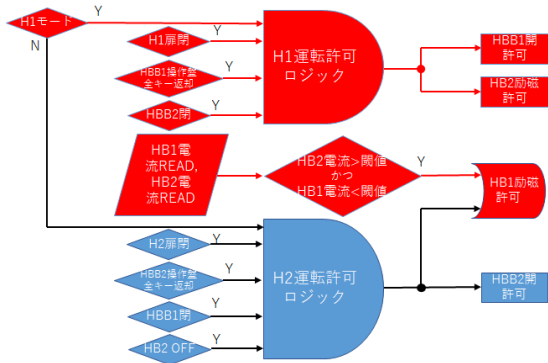 H1モード
Y
N
H1扉閉
Y
HBB1操作盤
全キー返却
Y
HBB2閉
Y
H1運転許可
ロジック
HBB1開
許可
HB2励磁
許可
HB1電
流READ,
HB2電
流READ
HB2電流>閾値
かつ
HB1電流<閾値
Y
HB1励磁
許可
H2扉閉
Y
HBB2操作盤
全キー返却
Y
HBB1閉
Y
HB2 OFF
Y
H2運転許可
ロジック
HBB2開
許可